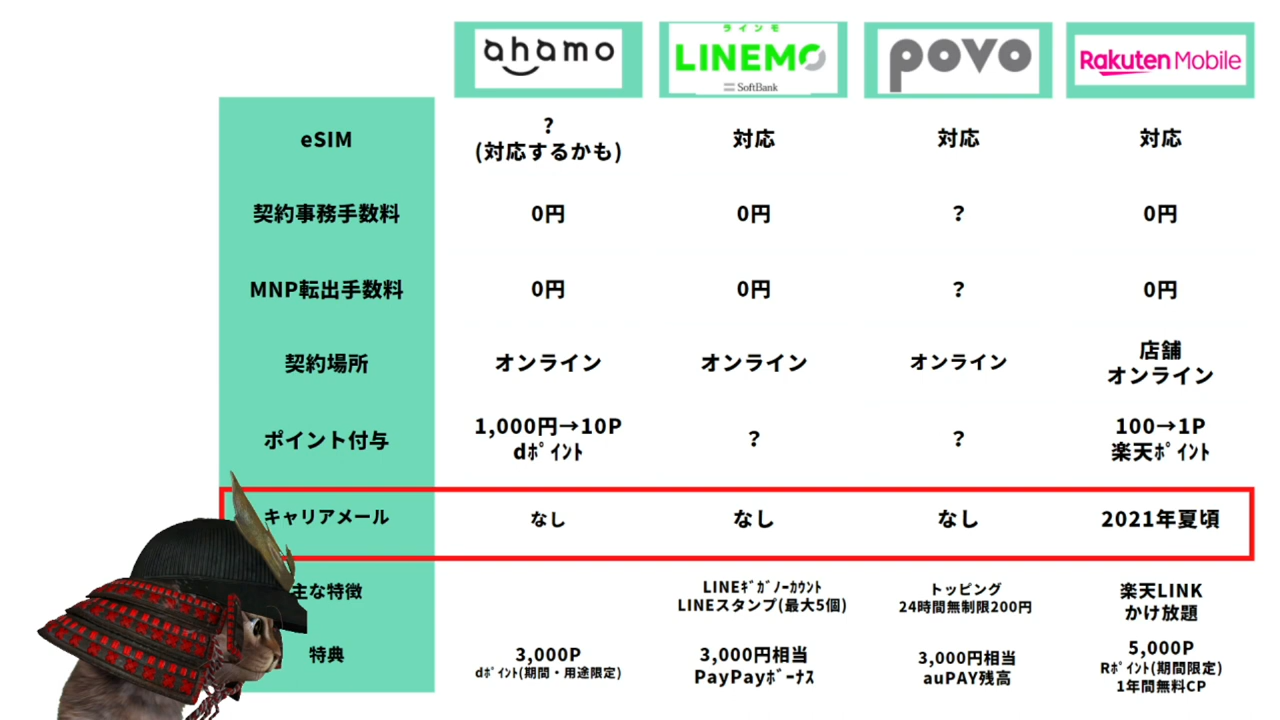 ahamo
ラインモ
LINEMO
SoftBank
povo
Rakuten Mobile
eSIM
?
(対応するかも)
対応
対応
対応
契約事務手数料
0円
0円
?
0円
MNP転出手数料
0円
0円
?
0円
契約場所
オンライン
オンライン
オンライン
店舗
オンライン
ポイント付与
1,000円→10P
dﾎﾟｲﾝﾄ
?
?
100→1P
楽天ﾎﾟｲﾝﾄ
キャリアメール
なし
なし
なし
2021年夏頃
主な特徴
LINEｷﾞｶﾞﾉｰｶｳﾝﾄ
LINEスタンプ(最大5個)
トッピング
24時間無制限200円
楽天LINK
かけ放題
特典
3,000P
dﾎﾟｲﾝﾄ(期間・用途限定)
3,000円相当
PayPayﾎﾞｰﾅｽ
3,000円相当
auPAY残高
5,000P
Rﾎﾟｲﾝﾄ(期間限定)
1年間無料CP